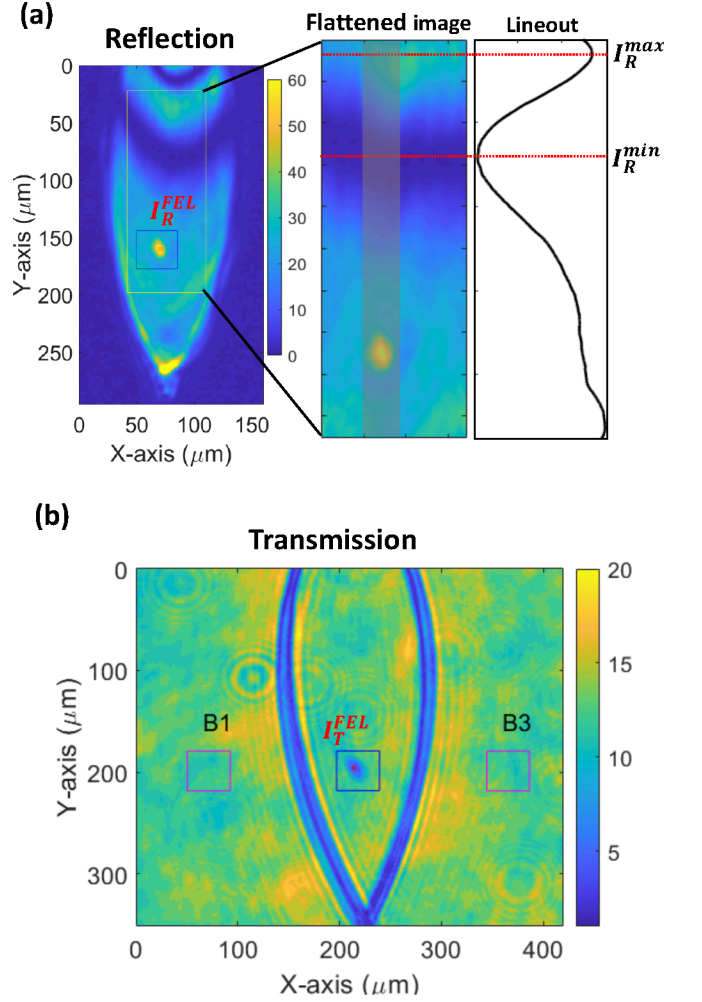 (a)
Reflection
Flattened image
Lineout
I_R^max
I_R^min
0
50
100
150
200
250
Y-axis (μm)
I_R^FEL
60
50
40
30
20
10
0
0 50 100 150
X-axis (μm)
(b)
Transmission
0
100
200
300
Y-axis (μm)
B1
I_T^FEL
B3
20
15
10
5
0 100 200 300 400
X-axis (μm)